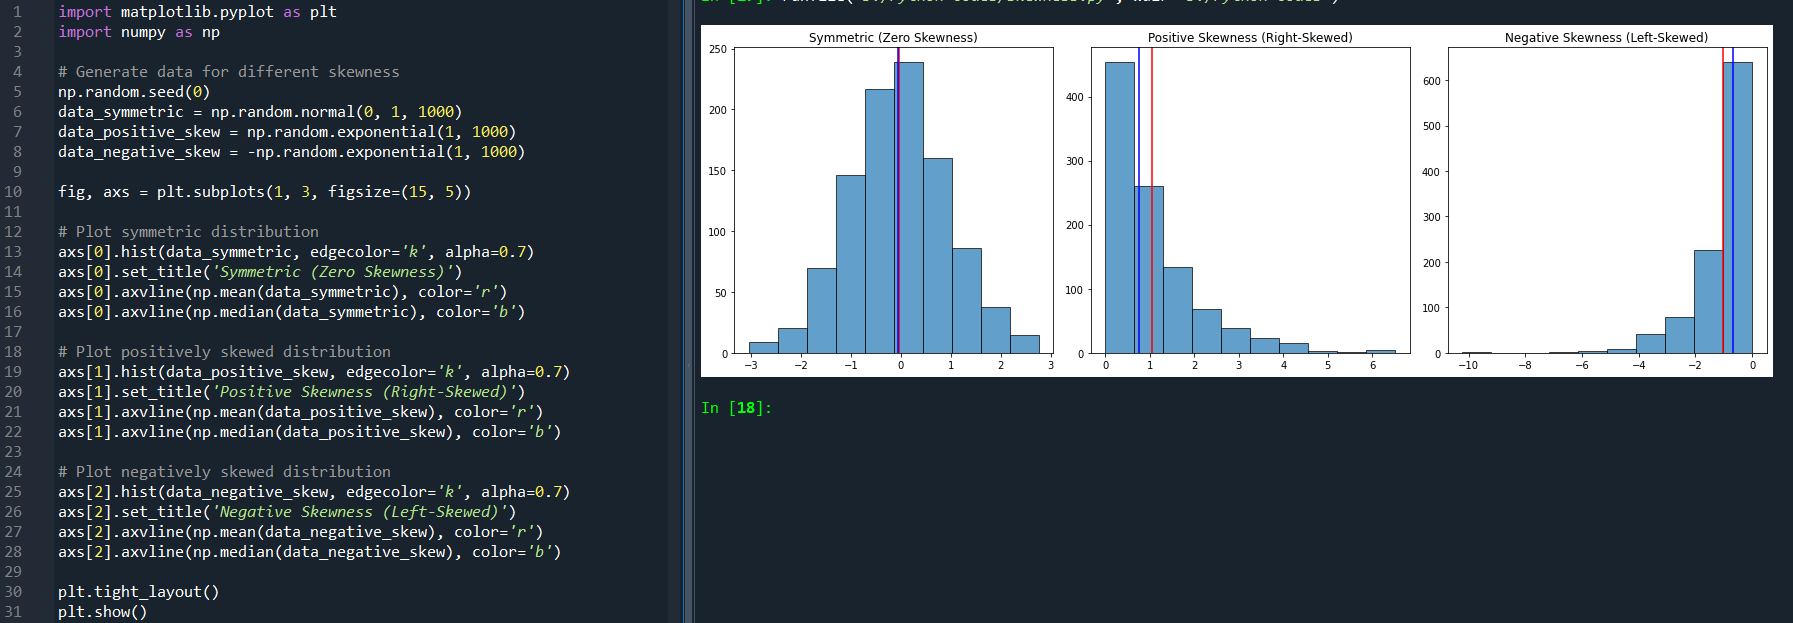 1 import matplotlib.pyplot as plt
2 import numpy as np
3
4 # Generate data for different skewness
5 np.random.seed(0)
6 data_symmetric = np.random.normal(0, 1, 1000)
7 data_positive_skew = np.random.exponential(1, 1000)
8 data_negative_skew = -np.random.exponential(1, 1000)
9
10 fig, axs = plt.subplots(1, 3, figsize=(15, 5))
11
12 # Plot symmetric distribution
13 axs[0].hist(data_symmetric, edgecolor='k', alpha=0.7)
14 axs[0].set_title('Symmetric (Zero Skewness)')
15 axs[0].axvline(np.mean(data_symmetric), color='r')
16 axs[0].axvline(np.median(data_symmetric), color='b')
17
18 # Plot positively skewed distribution
19 axs[1].hist(data_positive_skew, edgecolor='k', alpha=0.7)
20 axs[1].set_title('Positive Skewness (Right-Skewed)')
21 axs[1].axvline(np.mean(data_positive_skew), color='r')
22 axs[1].axvline(np.median(data_positive_skew), color='b')
23
24 # Plot negatively skewed distribution
25 axs[2].hist(data_negative_skew, edgecolor='k', alpha=0.7)
26 axs[2].set_title('Negative Skewness (Left-Skewed)')
27 axs[2].axvline(np.mean(data_negative_skew), color='r')
28 axs[2].axvline(np.median(data_negative_skew), color='b')
29
30 plt.tight_layout()
31 plt.show()
Symmetric (Zero Skewness)
250
200
150
100
50
0
−3 −2 −1 0 1 2 3
Positive Skewness (Right-Skewed)
400
300
200
100
0
0 1 2 3 4 5 6
Negative Skewness (Left-Skewed)
600
500
400
300
200
100
0
−10 −8 −6 −4 −2 0
In [18]: